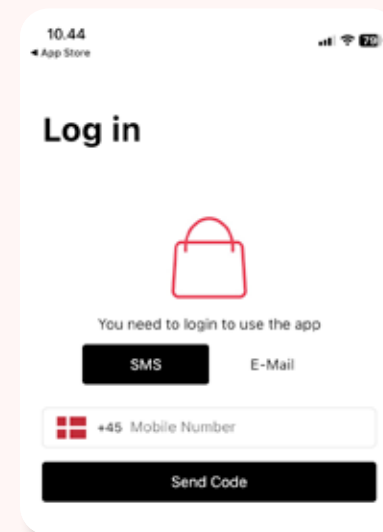 10.44
79
◀ App Store
Log in
You need to login to use the app
SMS E-Mail
+45 Mobile Number
Send Code